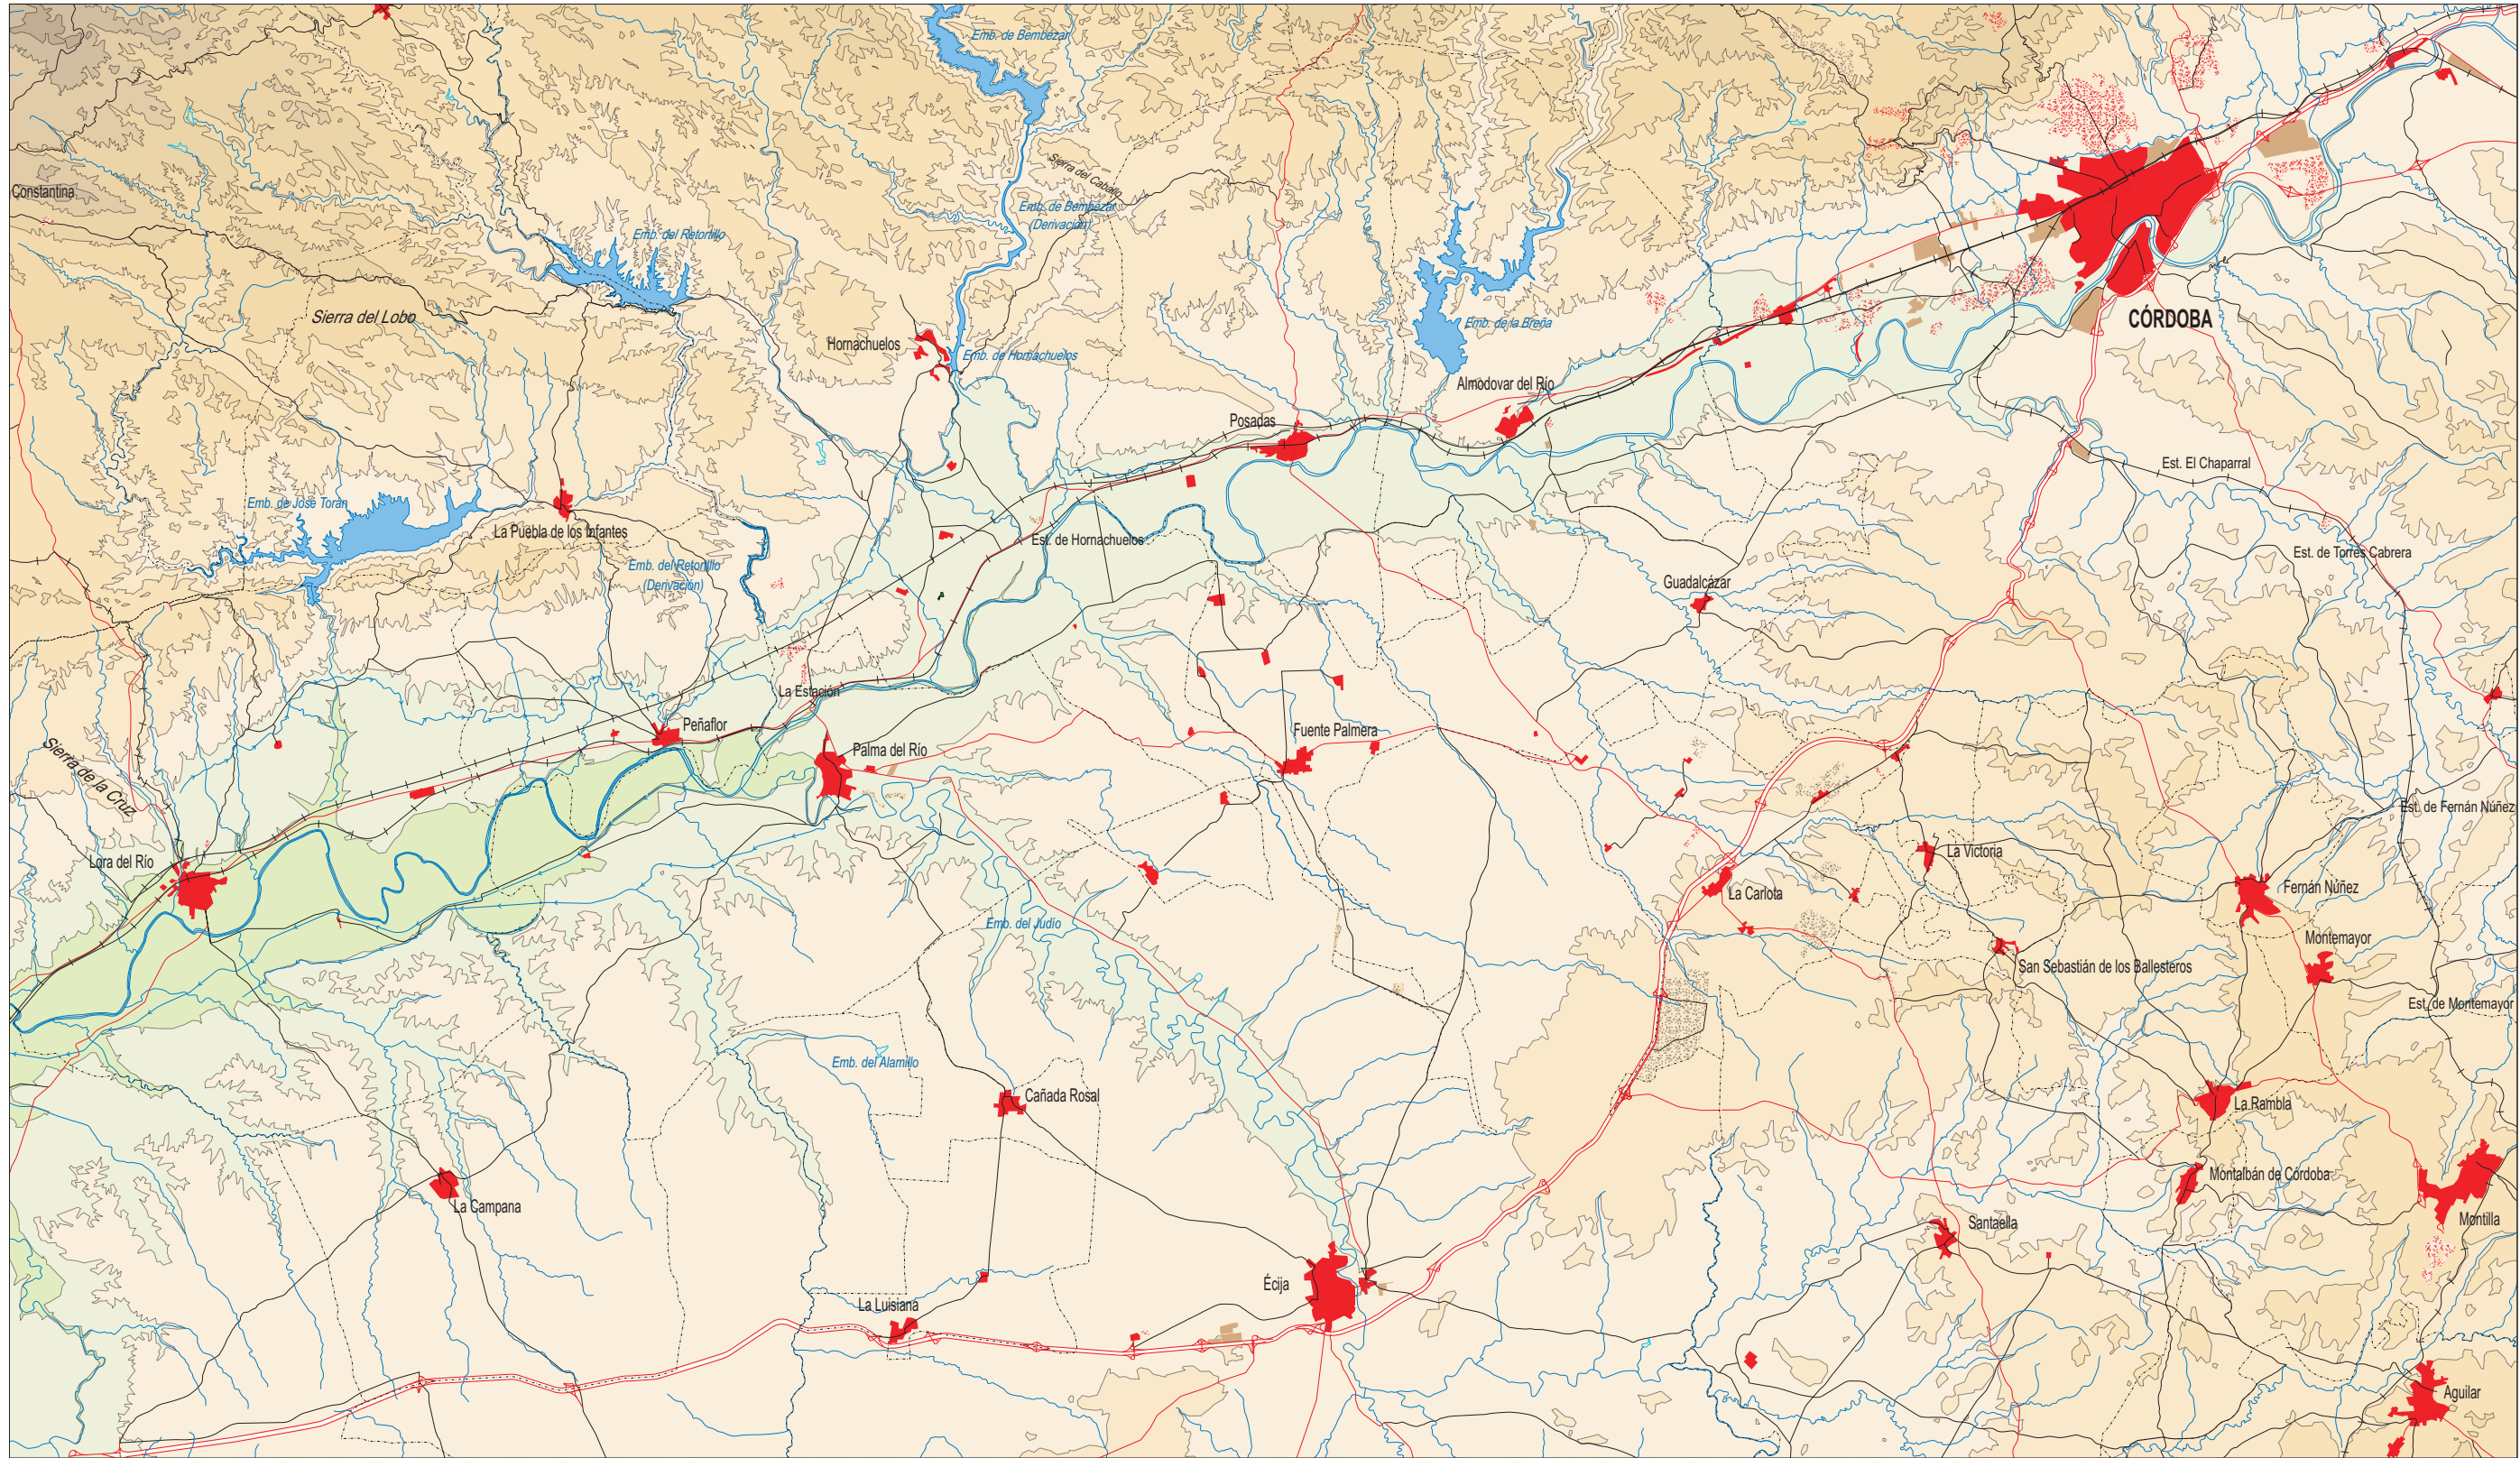 Emb. de Bembézar
Constantina
Sierra del Caballo
Emb. de Bembézar
(Derivación)
Emb. del Retortillo
Sierra del Lobo
Hornachuelos
Emb. de Hornachuelos
Emb. de la Breña
CÓRDOBA
Almodovar del Río
Posadas
Est. El Chaparral
Emb. de José Torán
La Puebla de los Infantes
Est. de Hornachuelos
Est. de Torres Cabrera
Emb. del Retortillo
(Derivación)
Guadalcázar
La Estación
Peñaflor
Palma del Río
Fuente Palmera
Sierra de la Cruz
Est. de Fernán Núñez
Lora del Río
La Victoria
La Carlota
Fernán Núñez
Emb. del Judío
Montemayor
San Sebastián de los Ballesteros
Est. de Montemayor
Emb. del Alamillo
Cañada Rosal
La Rambla
Montalbán de Córdoba
La Campana
Santaella
Montilla
Écija
La Luisiana
Aguilar